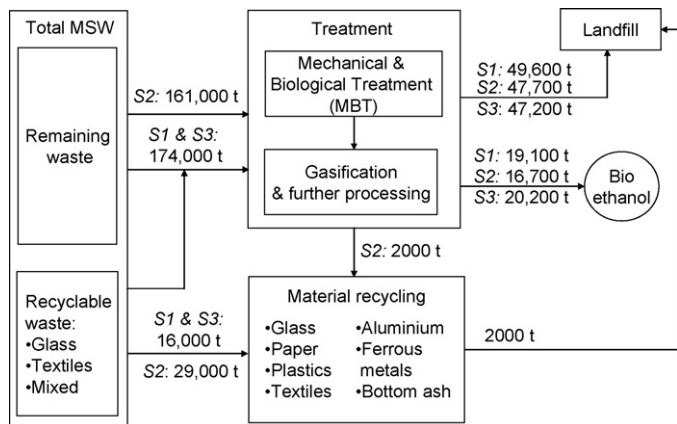 Total MSW
Remaining
waste
Recyclable
waste:
•Glass
•Textiles
•Mixed
S2: 161,000 t
S1 & S3:
174,000 t
S1 & S3:
16,000 t
S2: 29,000 t
Treatment
Mechanical &
Biological Treatment
(MBT)
Gasification
& further processing
S2: 2000 t
Material recycling
•Glass
•Paper
•Plastics
•Textiles
•Aluminium
•Ferrous
metals
•Bottom ash
Landfill
S1: 49,600 t
S2: 47,700 t
S3: 47,200 t
S1: 19,100 t
S2: 16,700 t
S3: 20,200 t
Bio
ethanol
2000 t